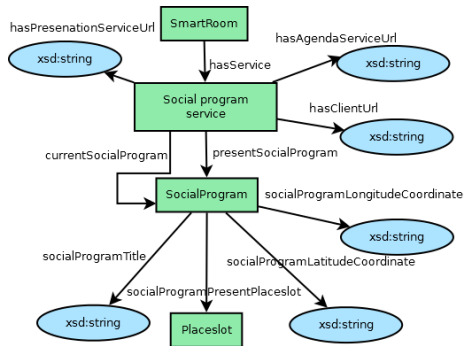 SmartRoom
hasPresenationServiceUrl
hasAgendaServiceUrl
xsd:string
hasService
xsd:string
Social program
service
hasClientUrl
xsd:string
currentSocialProgram
presentSocialProgram
SocialProgram
socialProgramLongitudeCoordinate
xsd:string
socialProgramTitle
socialProgramLatitudeCoordinate
socialProgramPresentPlaceslot
xsd:string
Placeslot
xsd:string